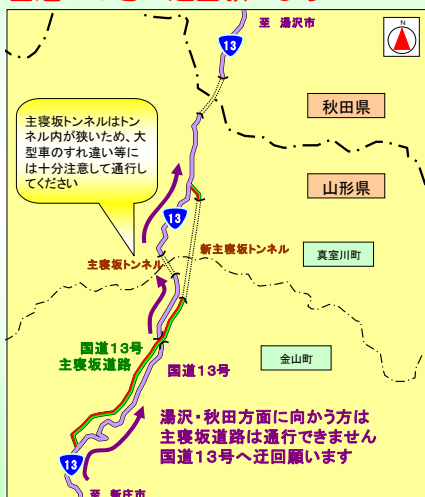 至 湯沢市
N
13
秋田県
主寝坂トンネルはトン
ネル内が狭いため、大
型車のすれ違い等に
は十分注意して通行し
てください
山形県
13
新主寝坂トンネル
主寝坂トンネル
真室川町
国道13号
主寝坂道路
国道13号
金山町
湯沢・秋田方面に向かう方は
主寝坂道路は通行できません
国道13号へ迂回願います
13
至 新庄市